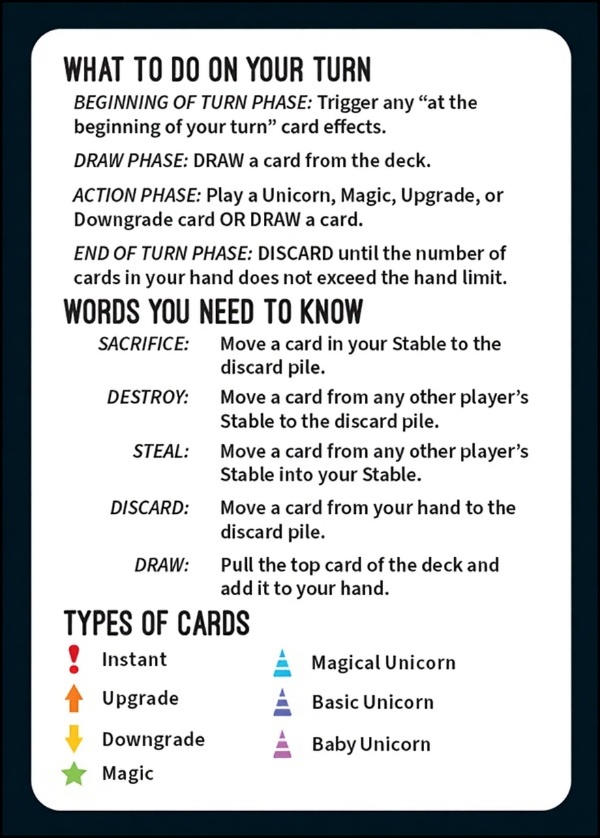 WHAT TO DO ON YOUR TURN
BEGINNING OF TURN PHASE: Trigger any “at the
beginning of your turn” card effects.
DRAW PHASE: DRAW a card from the deck.
ACTION PHASE: Play a Unicorn, Magic, Upgrade, or
Downgrade card OR DRAW a card.
END OF TURN PHASE: DISCARD until the number of
cards in your hand does not exceed the hand limit.
WORDS YOU NEED TO KNOW
SACRIFICE: Move a card in your Stable to the
discard pile.
DESTROY: Move a card from any other player’s
Stable to the discard pile.
STEAL: Move a card from any other player’s
Stable into your Stable.
DISCARD: Move a card from your hand to the
discard pile.
DRAW: Pull the top card of the deck and
add it to your hand.
TYPES OF CARDS
Instant
Upgrade
Downgrade
Magic
Magical Unicorn
Basic Unicorn
Baby Unicorn